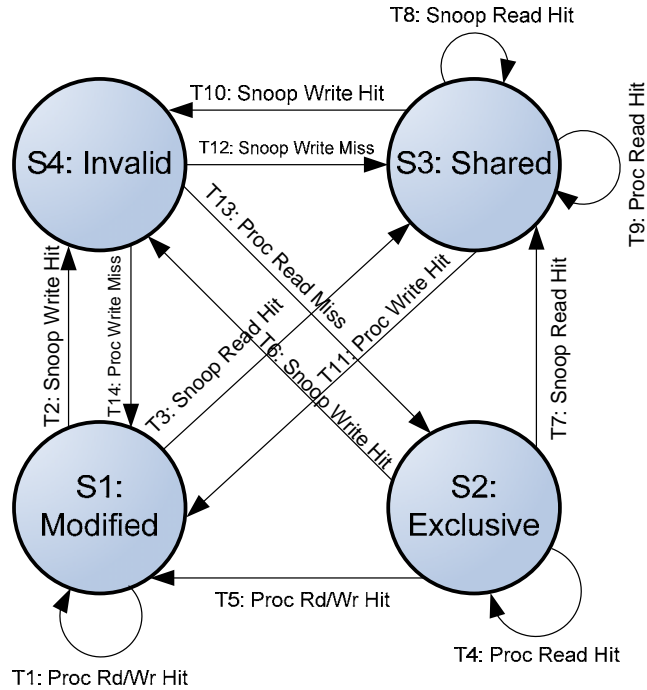 T8: Snoop Read Hit
T10: Snoop Write Hit
S4: Invalid
T12: Snoop Write Miss
S3: Shared
T9: Proc Read Hit
T13: Proc Read Miss
T2: Snoop Write Hit
T14: Proc Write Miss
T3: Snoop Read Hit
T6: Snoop Write Hit
T11: Proc Write Hit
T7: Snoop Read Hit
S1:
Modified
S2:
Exclusive
T5: Proc Rd/Wr Hit
T4: Proc Read Hit
T1: Proc Rd/Wr Hit